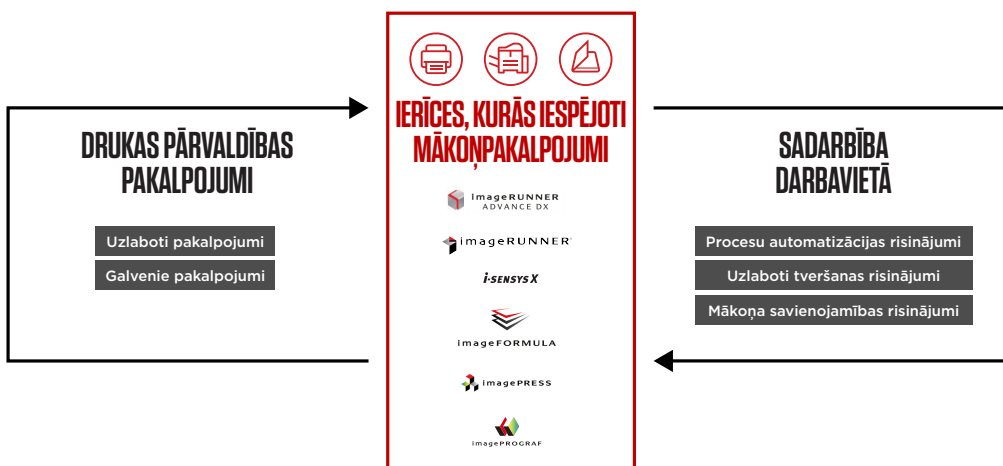 DRUKAS PĀRVALDĪBAS
PAKALPOJUMI
Uzlaboti pakalpojumi
Galvenie pakalpojumi
IERĪCES, KURĀS IESPĒJOTI
MĀKOŅPAKALPOJUMI
imageRUNNER
ADVANCE DX
imageRUNNER
i-SENSYS X
imageFORMULA
imagePRESS
imagePROGRAF
SADARBĪBA
DARBAVIETĀ
Procesu automatizācijas risinājumi
Uzlaboti tveršanas risinājumi
Mākoņa savienojamības risinājumi